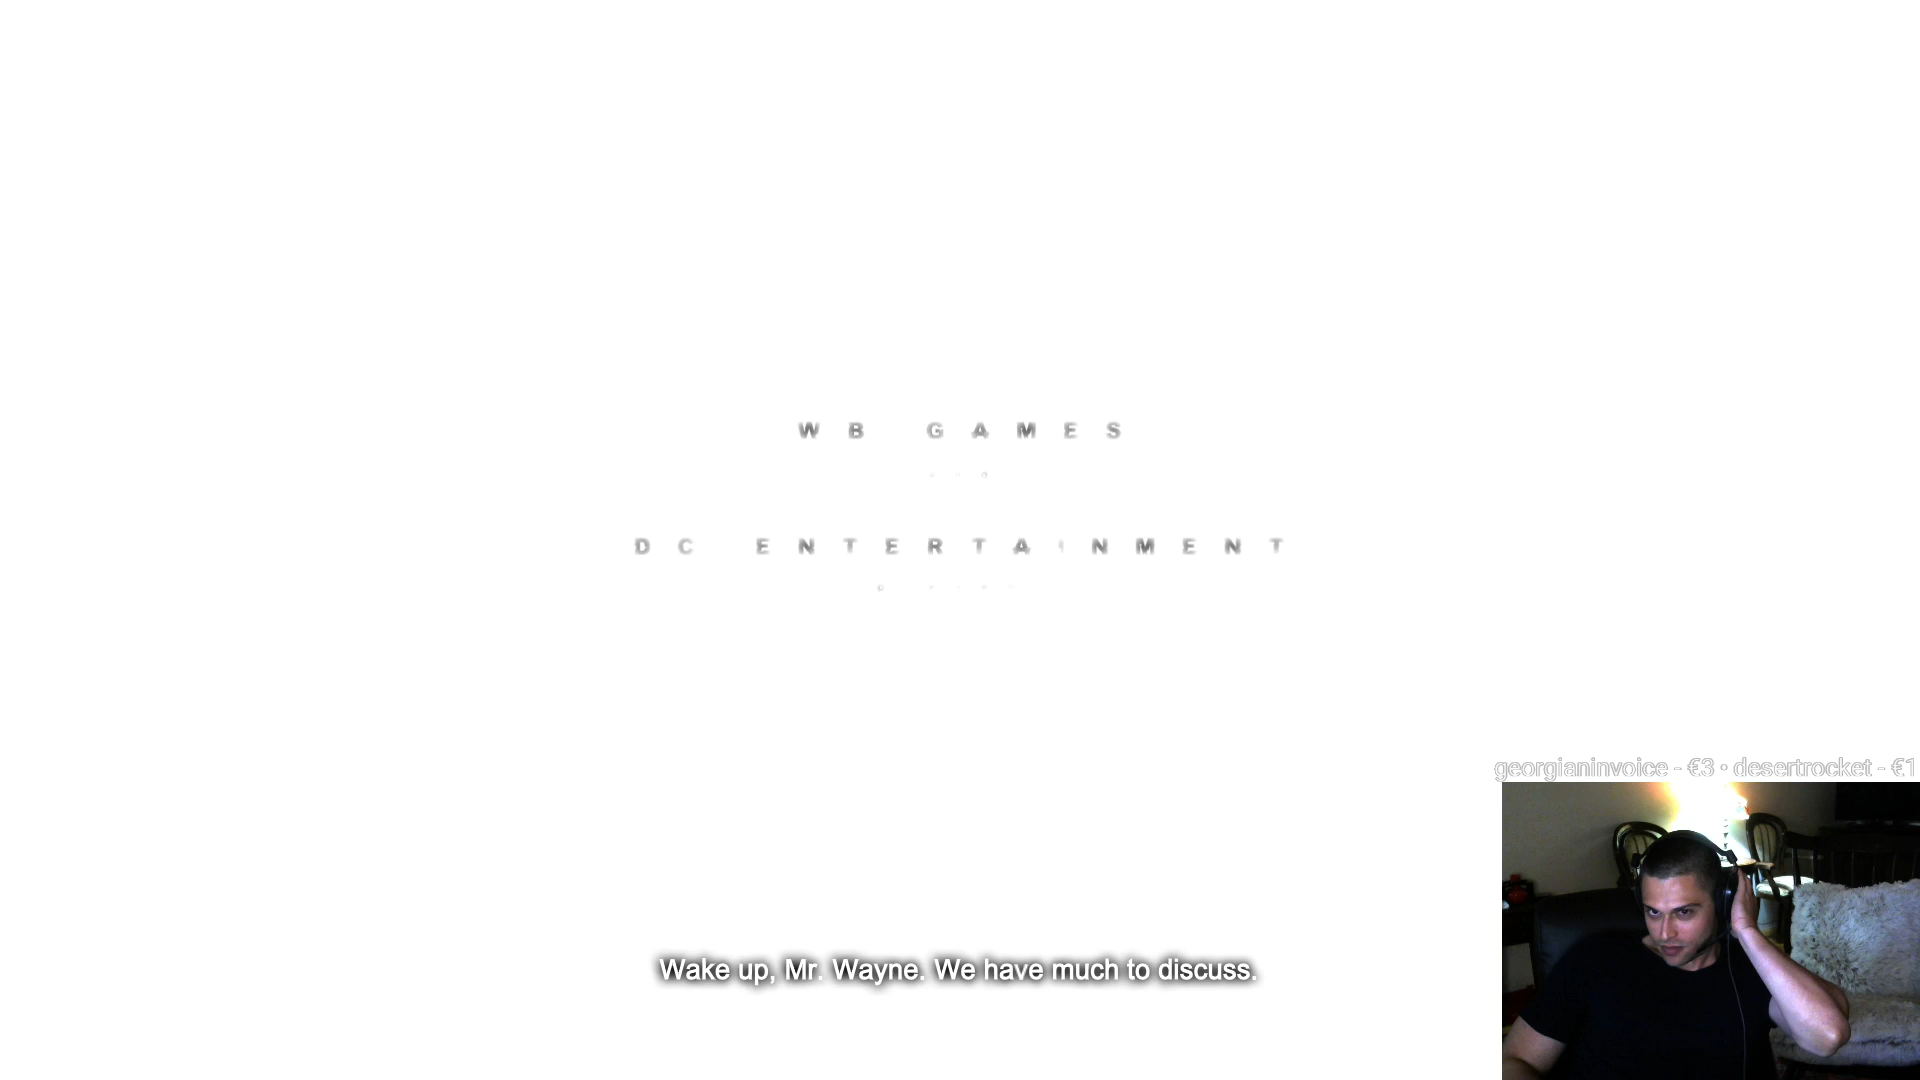 WB GAMES
DC ENTERTAINMENT
georgianinvoice - €3 • desertrocket - €1
Wake up, Mr. Wayne. We have much to discuss.